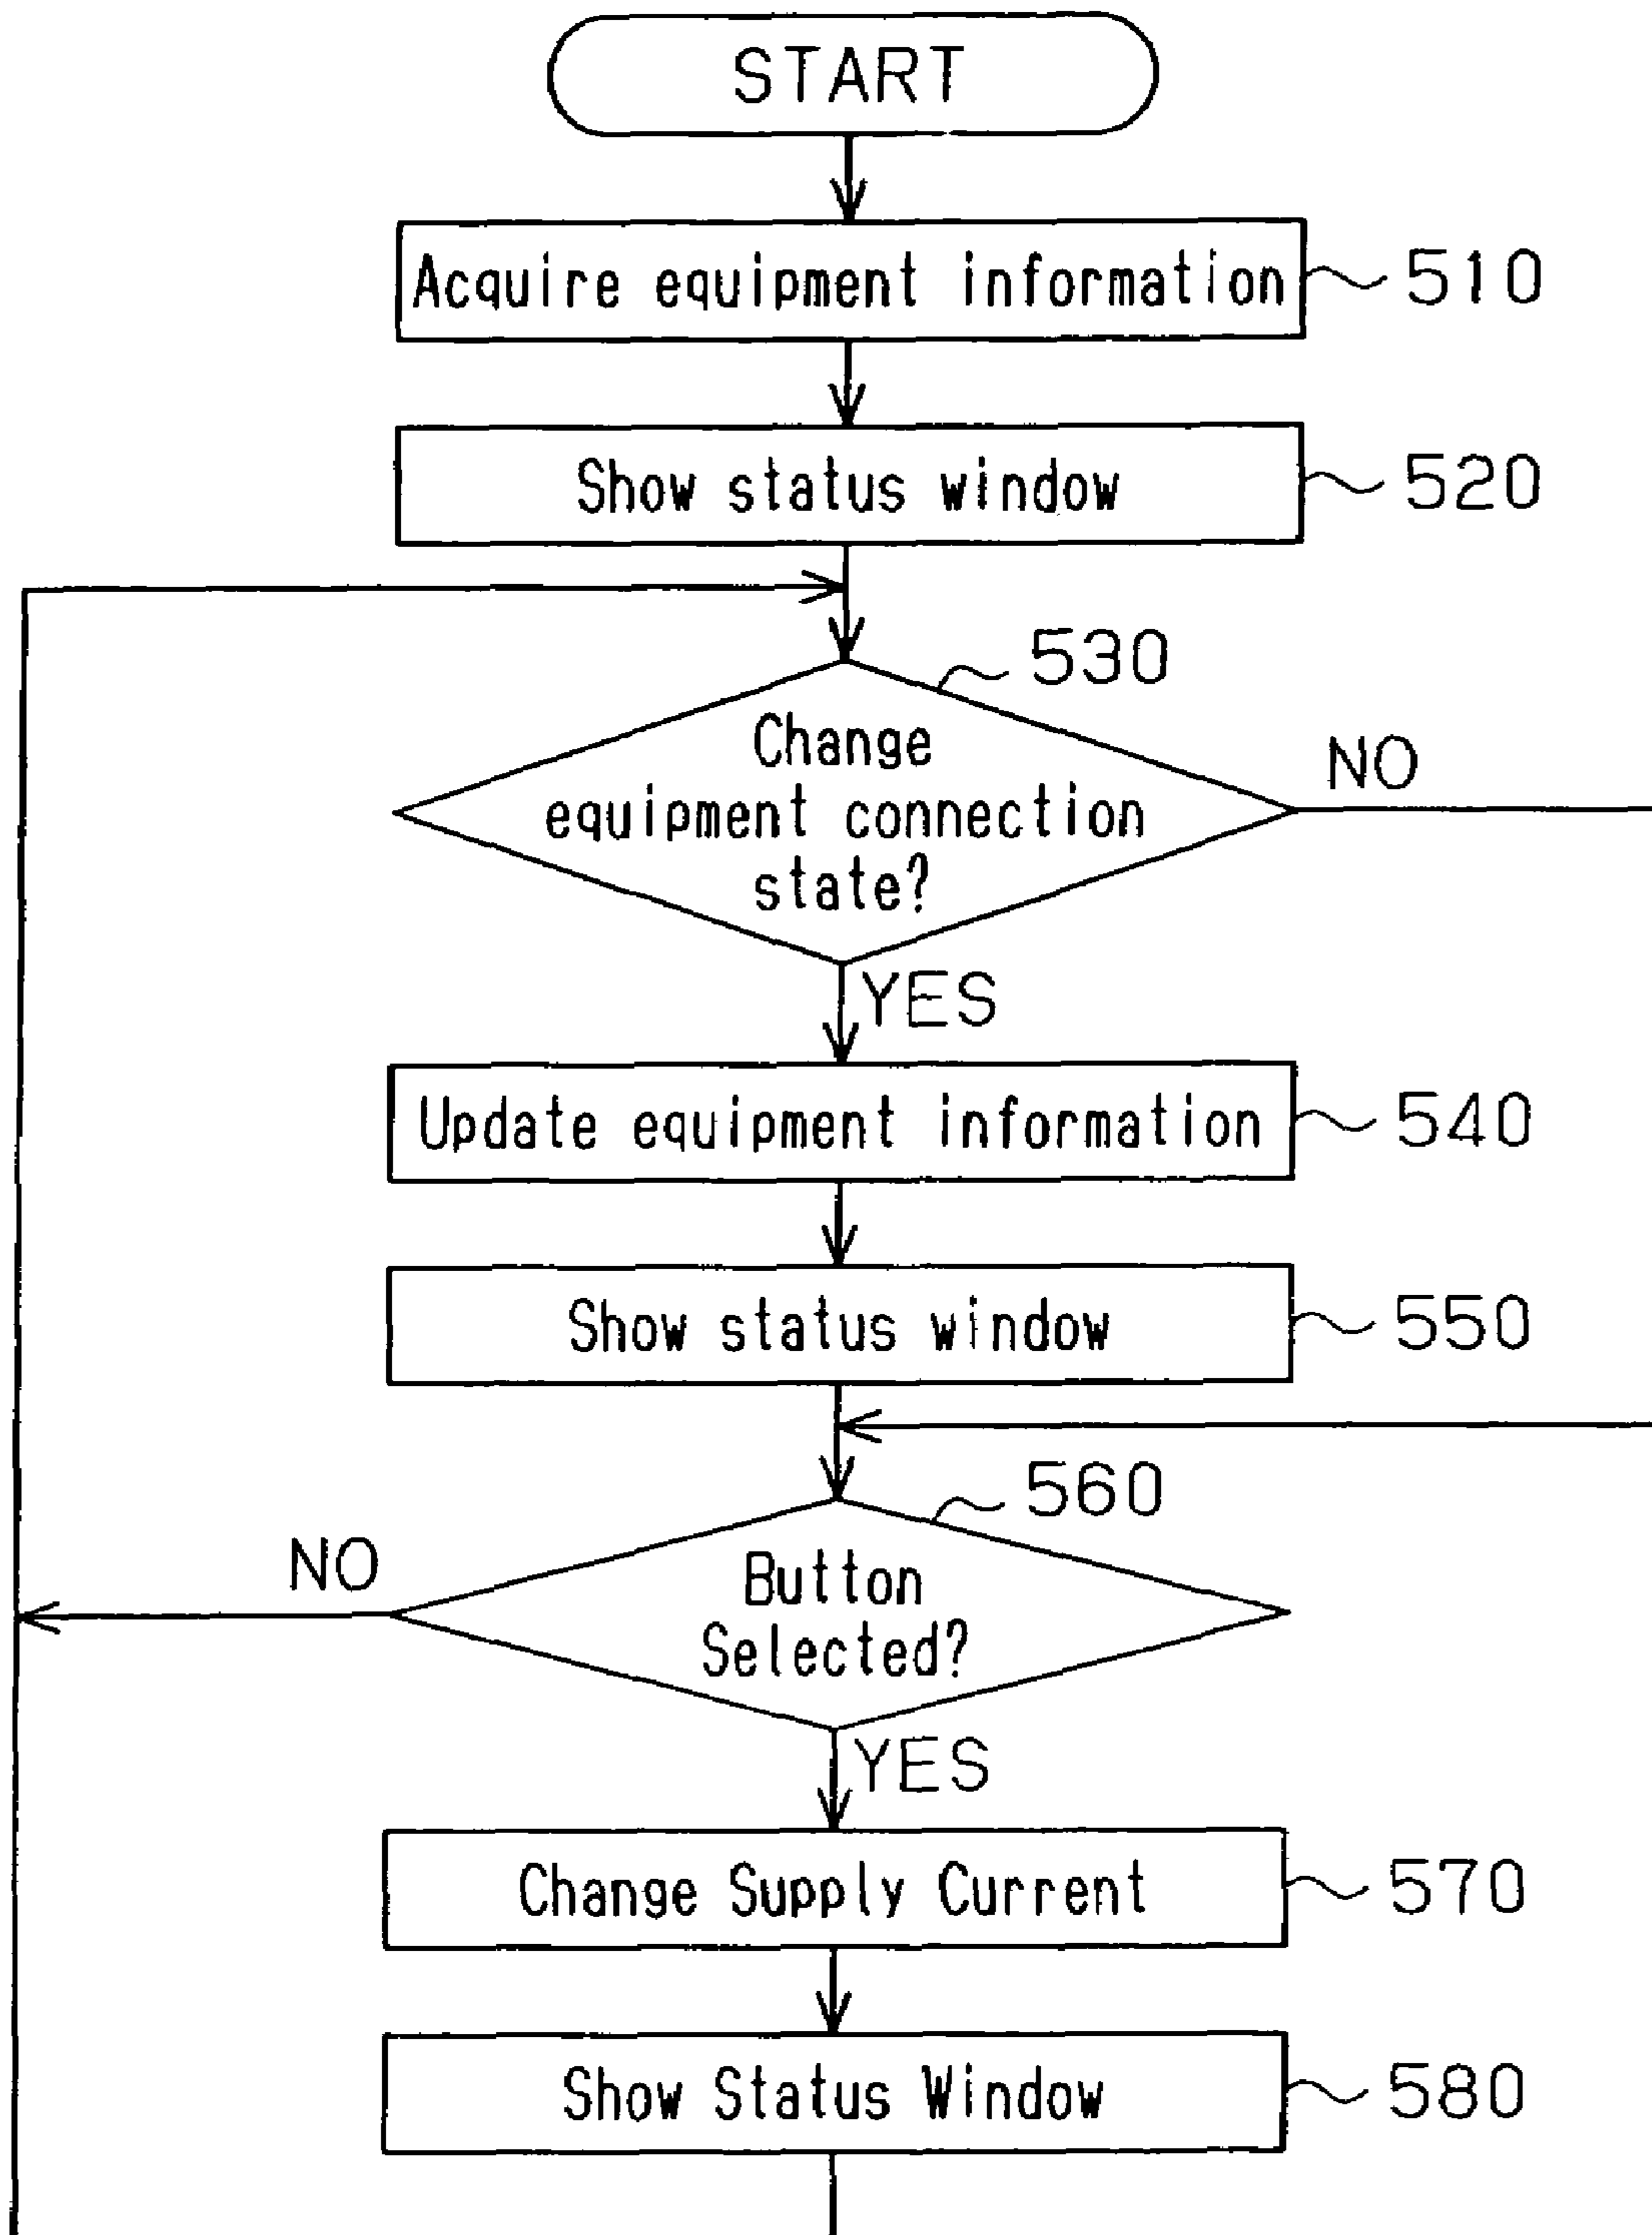 START
Acquire equipment information
510
Show status window
520
530
Change
equipment connection
state?
NO
YES
Update equipment information
540
Show status window
550
560
Button
Selected?
NO
YES
Change Supply Current
570
Show Status Window
580